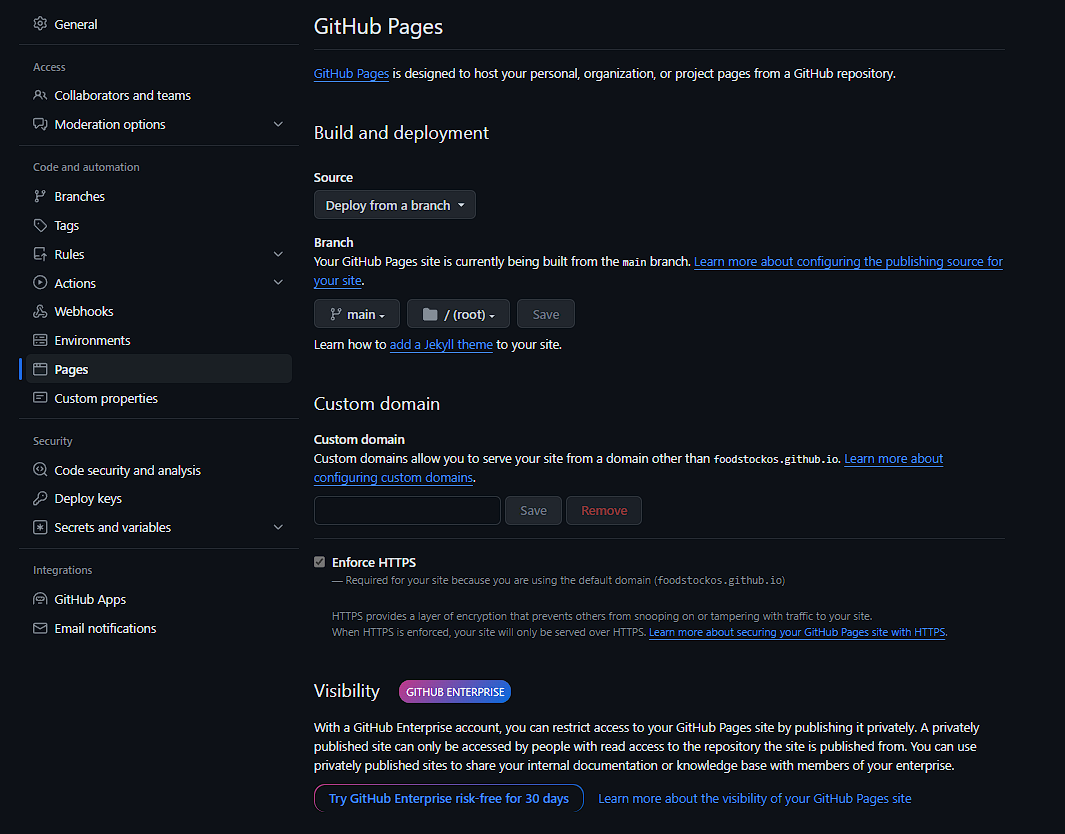 General
Access
Collaborators and teams
Moderation options
Code and automation
Branches
Tags
Rules
Actions
Webhooks
Environments
Pages
Custom properties
Security
Code security and analysis
Deploy keys
Secrets and variables
Integrations
GitHub Apps
Email notifications
GitHub Pages
GitHub Pages is designed to host your personal, organization, or project pages from a GitHub repository.
Build and deployment
Source
Deploy from a branch
Branch
Your GitHub Pages site is currently being built from the main branch. Learn more about configuring the publishing source for
your site.
main
/ (root)
Save
Learn how to add a Jekyll theme to your site.
Custom domain
Custom domain
Custom domains allow you to serve your site from a domain other than foodstockos.github.io. Learn more about
configuring custom domains.
Save
Remove
Enforce HTTPS
— Required for your site because you are using the default domain (foodstockos.github.io)
HTTPS provides a layer of encryption that prevents others from snooping on or tampering with traffic to your site.
When HTTPS is enforced, your site will only be served over HTTPS. Learn more about securing your GitHub Pages site with HTTPS.
Visibility
GITHUB ENTERPRISE
With a GitHub Enterprise account, you can restrict access to your GitHub Pages site by publishing it privately. A privately
published site can only be accessed by people with read access to the repository the site is published from. You can use
privately published sites to share your internal documentation or knowledge base with members of your enterprise.
Try GitHub Enterprise risk-free for 30 days
Learn more about the visibility of your GitHub Pages site